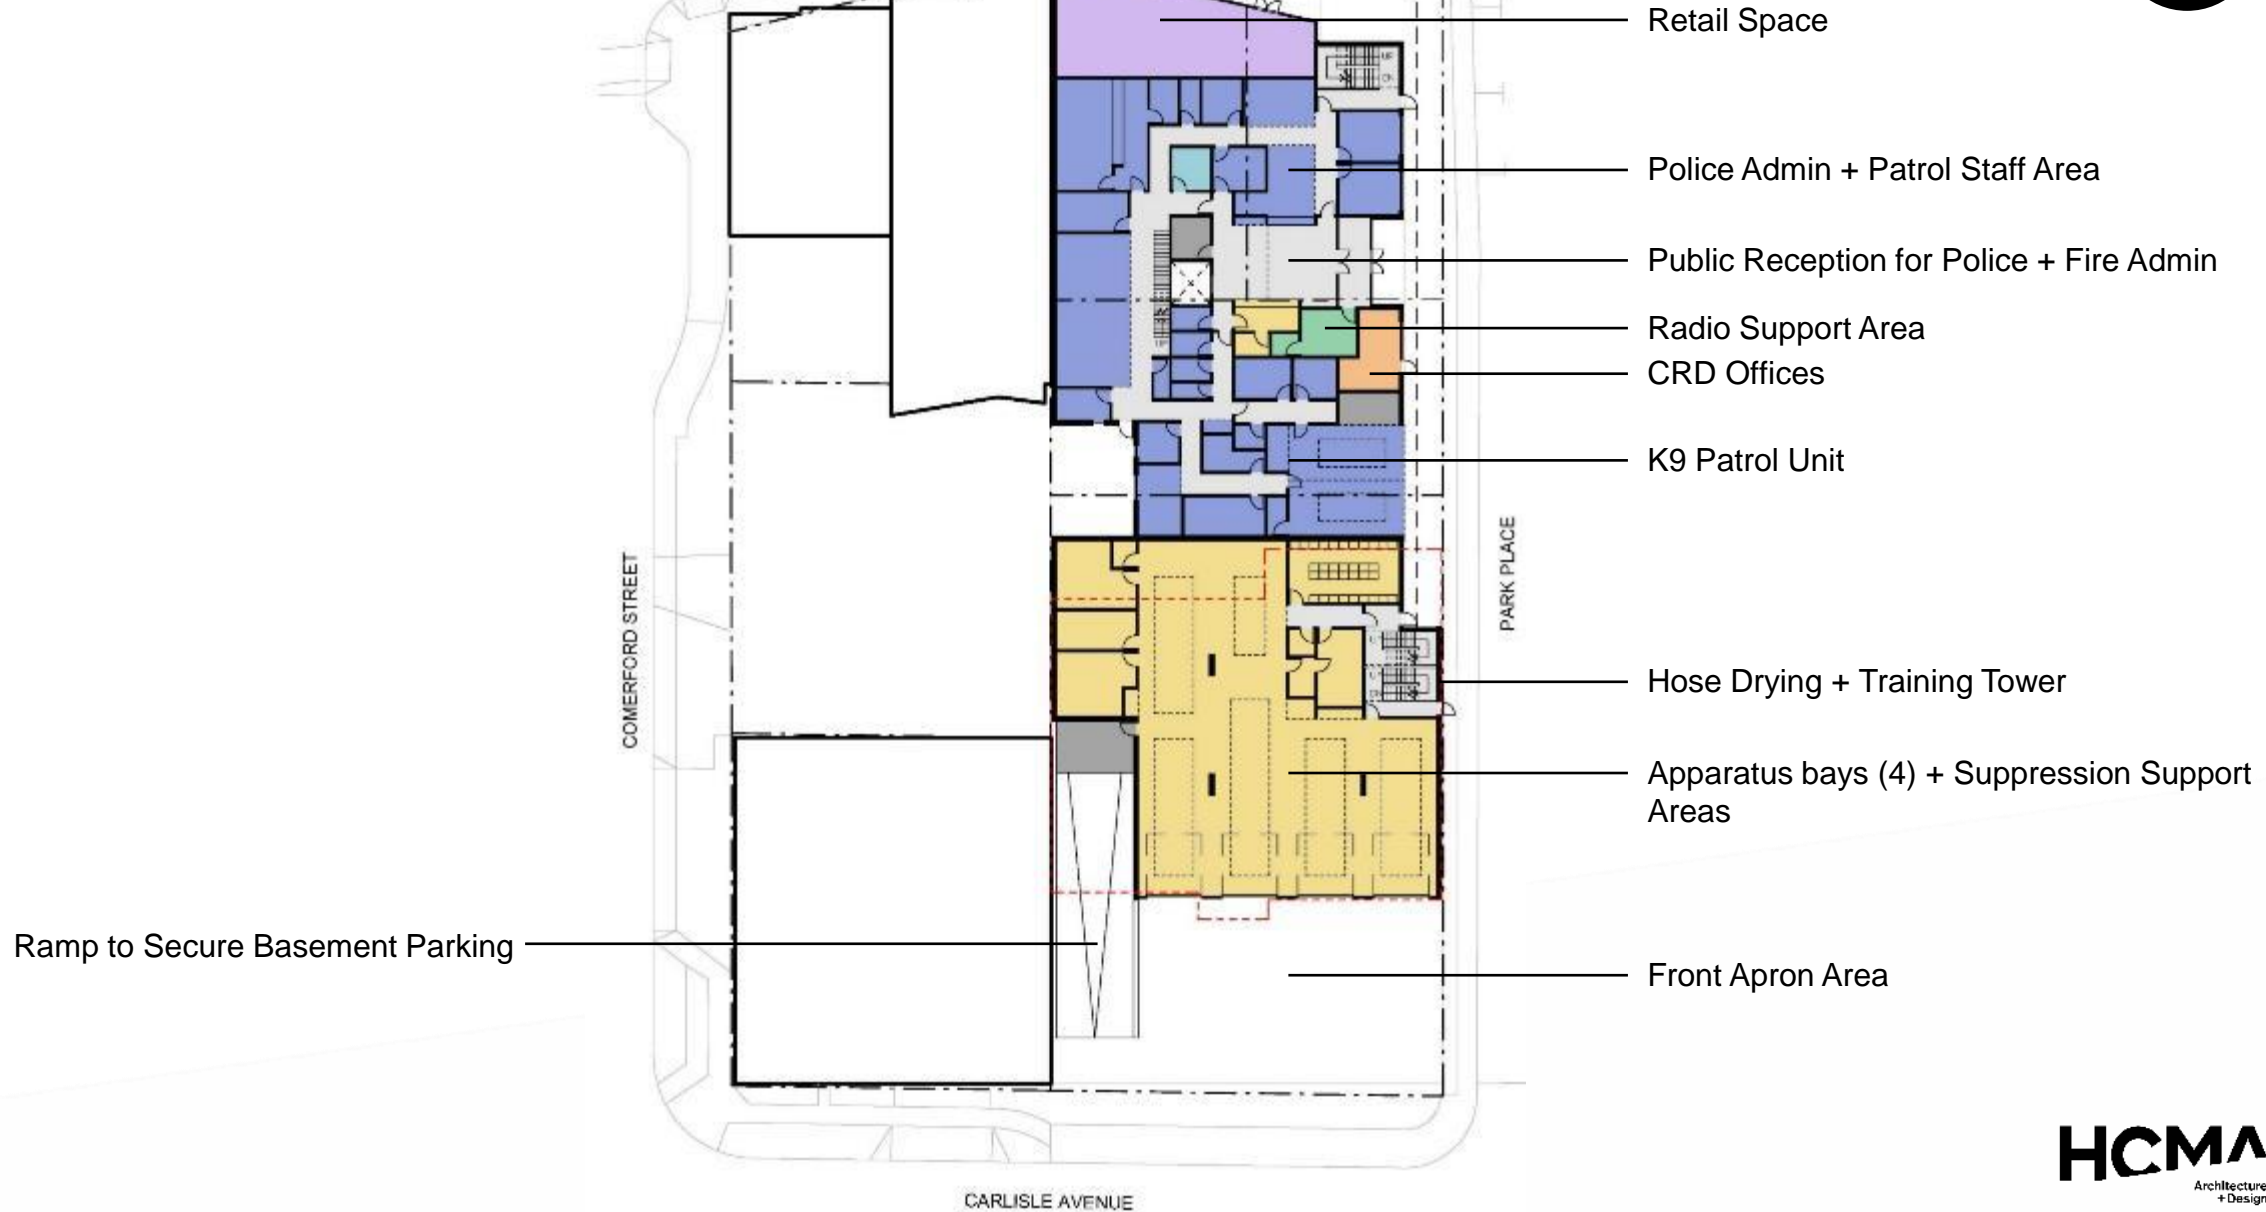 Retail Space
Police Admin + Patrol Staff Area
Public Reception for Police + Fire Admin
Radio Support Area
CRD Offices
K9 Patrol Unit
COMERFORD STREET
PARK PLACE
Hose Drying + Training Tower
Apparatus bays (4) + Suppression Support
Areas
Ramp to Secure Basement Parking
Front Apron Area
CARLISLE AVENUE
HCMA
Architecture
+Design